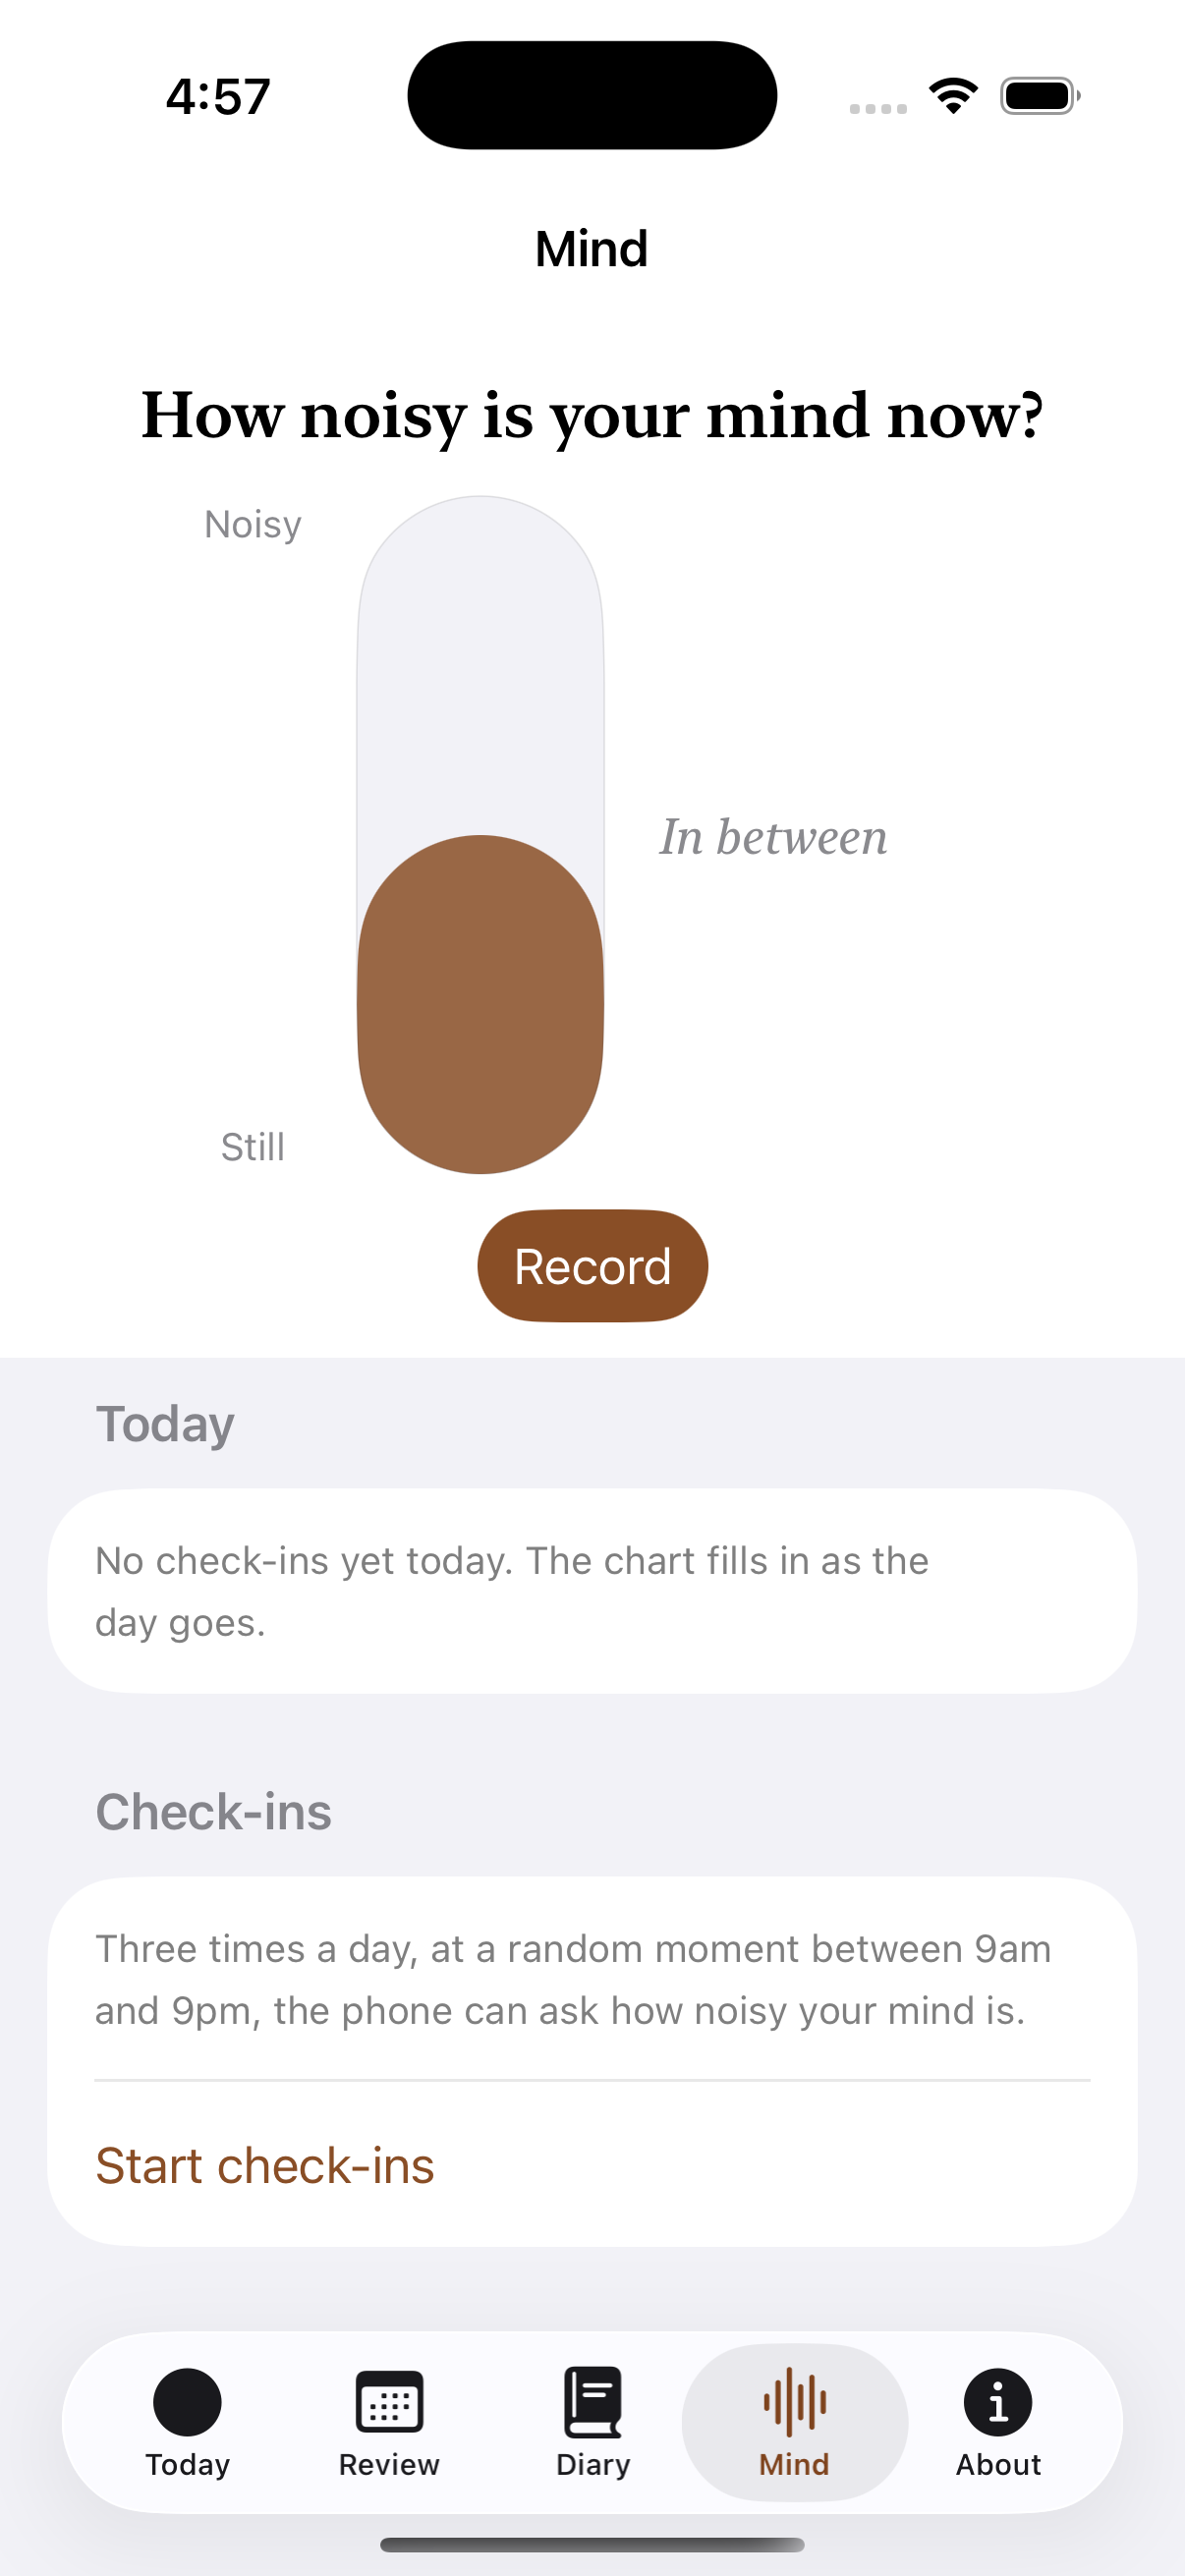 4:57
Mind
How noisy is your mind now?
Noisy
In between
Still
Record
Today
No check-ins yet today. The chart fills in as the
day goes.
Check-ins
Three times a day, at a random moment between 9am
and 9pm, the phone can ask how noisy your mind is.
Start check-ins
Today
Review
Diary
Mind
About